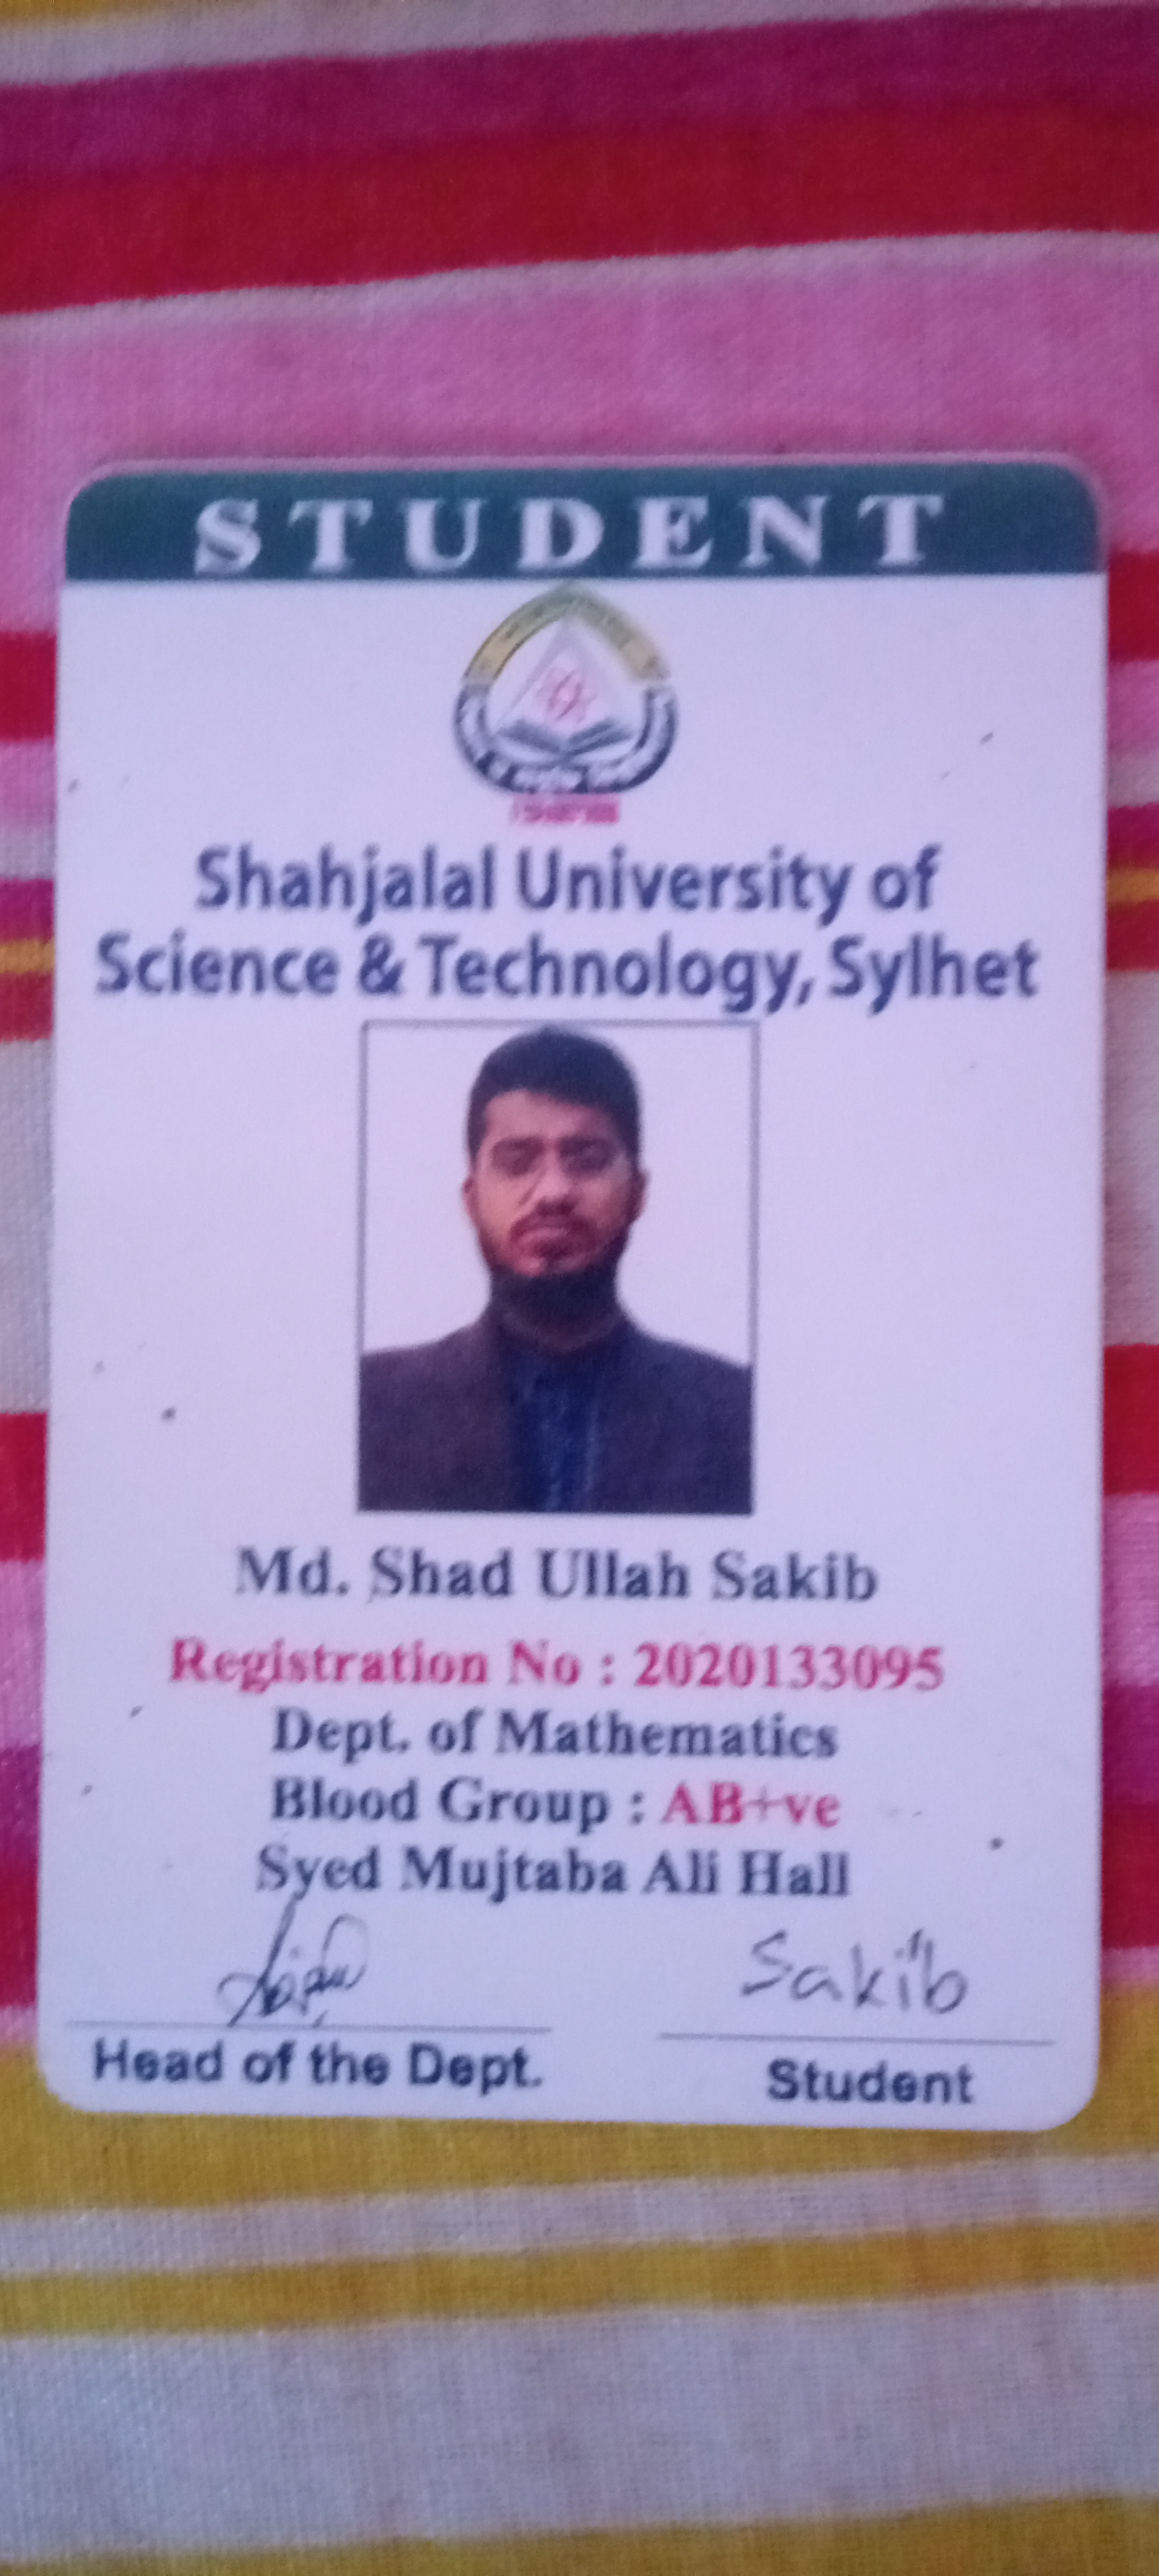 STUDENT
Shahjalal University of
Science & Technology, Sylhet
Md. Shad Ullah Sakib
Registration No : 2020133095
Dept. of Mathematics
Blood Group : AB+ve
Syed Mujtaba Ali Hall
Sakib
Head of the Dept.
Student